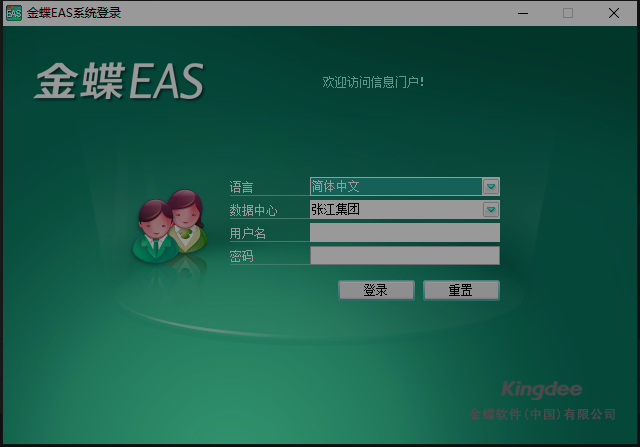 EAS 金蝶EAS系统登录
金蝶EAS
欢迎访问信息门户!
语言 简体中文
数据中心 张江集团
用户名
密码
登录 重置
Kingdee
金蝶软件(中国)有限公司